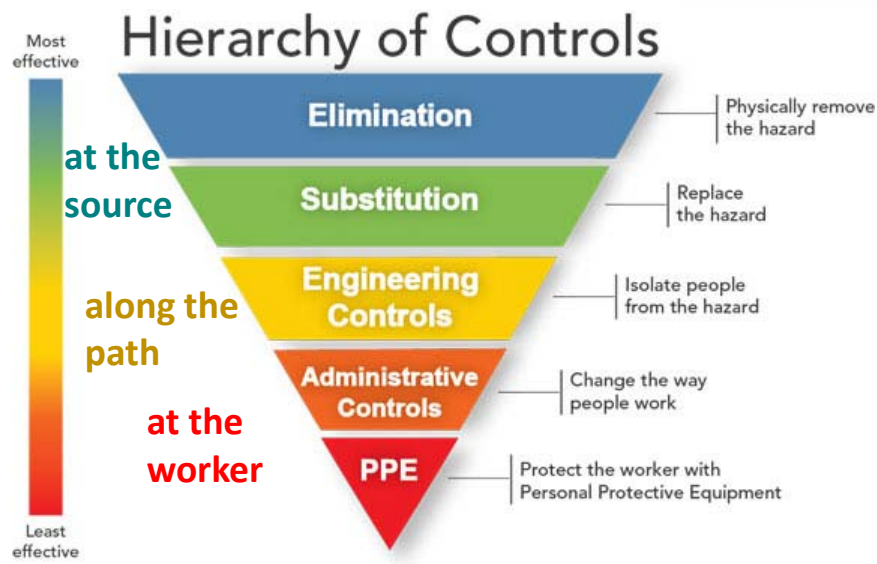 Hierarchy of Controls
Most
effective
Elimination
Physically remove
the hazard
at the
source
Substitution
Replace
the hazard
Engineering
Controls
Isolate people
from the hazard
along the
path
Administrative
Controls
Change the way
people work
at the
worker
PPE
Protect the worker with
Personal Protective Equipment
Least
effective